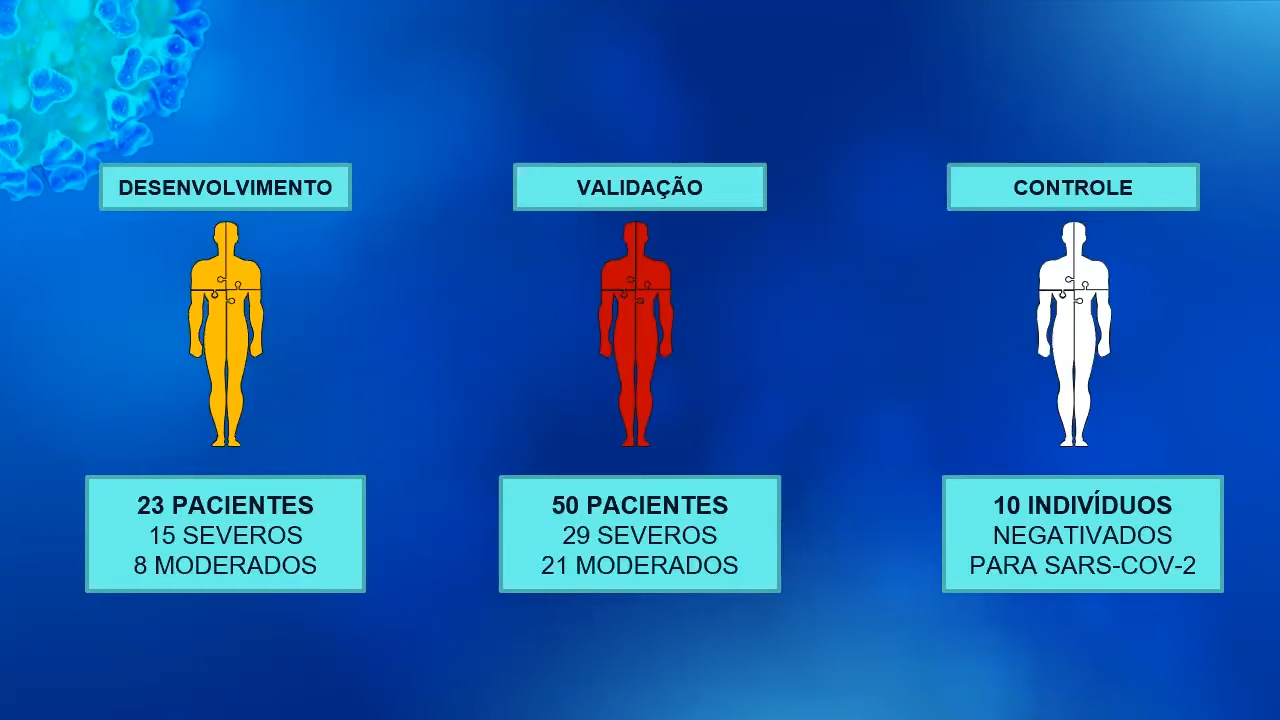 DESENVOLVIMENTO
VALIDAÇÃO
CONTROLE
23 PACIENTES
15 SEVEROS
8 MODERADOS
50 PACIENTES
29 SEVEROS
21 MODERADOS
10 INDIVÍDUOS
NEGATIVADOS
PARA SARS-COV-2